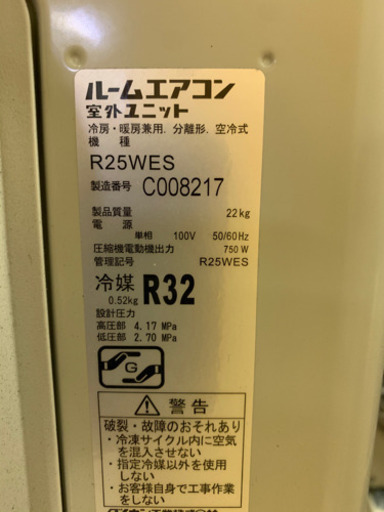 ルームエアコン
室外ユニット
冷房・暖房兼用, 分離形, 空冷式
機 種
R25WES
製造番号 C008217
製品質量 22kg
電 源
単相 100V 50/60Hz
圧縮機電動機出力 750W
管理記号 R25WES
冷媒 R32
0.52kg
設計圧力
高圧部 4.17 MPa
低圧部 2.70 MPa
G
警告
破裂・故障のおそれあり
・冷凍サイクル内に空気
を混入させない
・指定冷媒以外を使用
しない
・お客様自身で工事作業
をしない